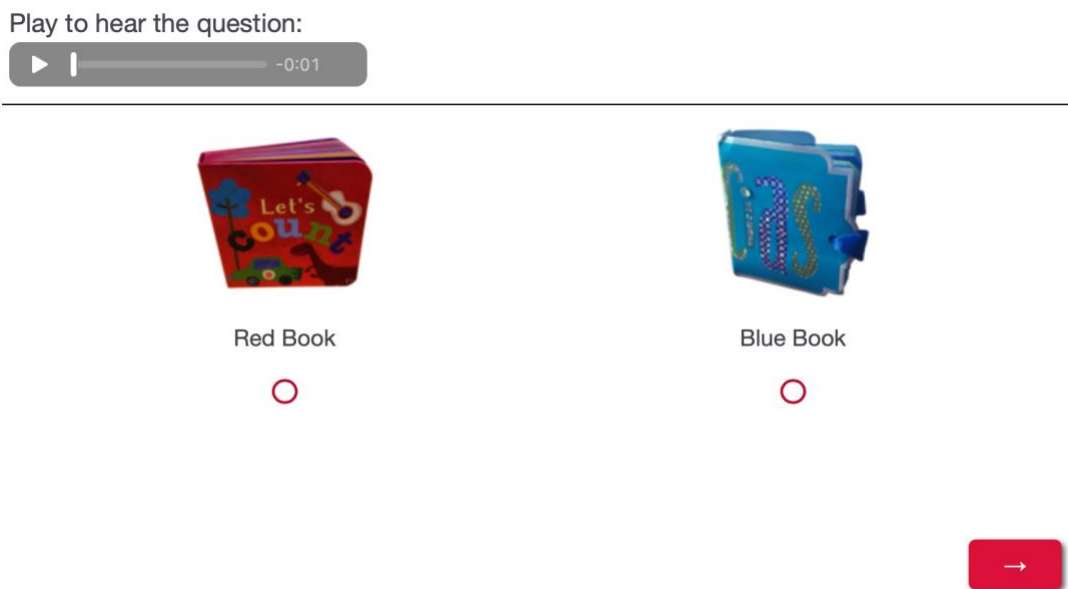 Play to hear the question:
-0:01
Let's
count
Red Book
Blue Book
→